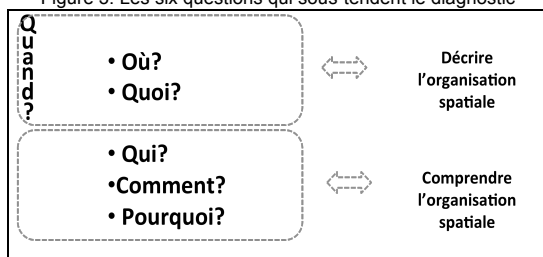 Figure 3. Les six questions qui sous-tendent le diagnostic
Quand?
• Où?
• Quoi?
Décrire
l'organisation
spatiale
• Qui?
•Comment?
• Pourquoi?
Comprendre
l'organisation
spatiale